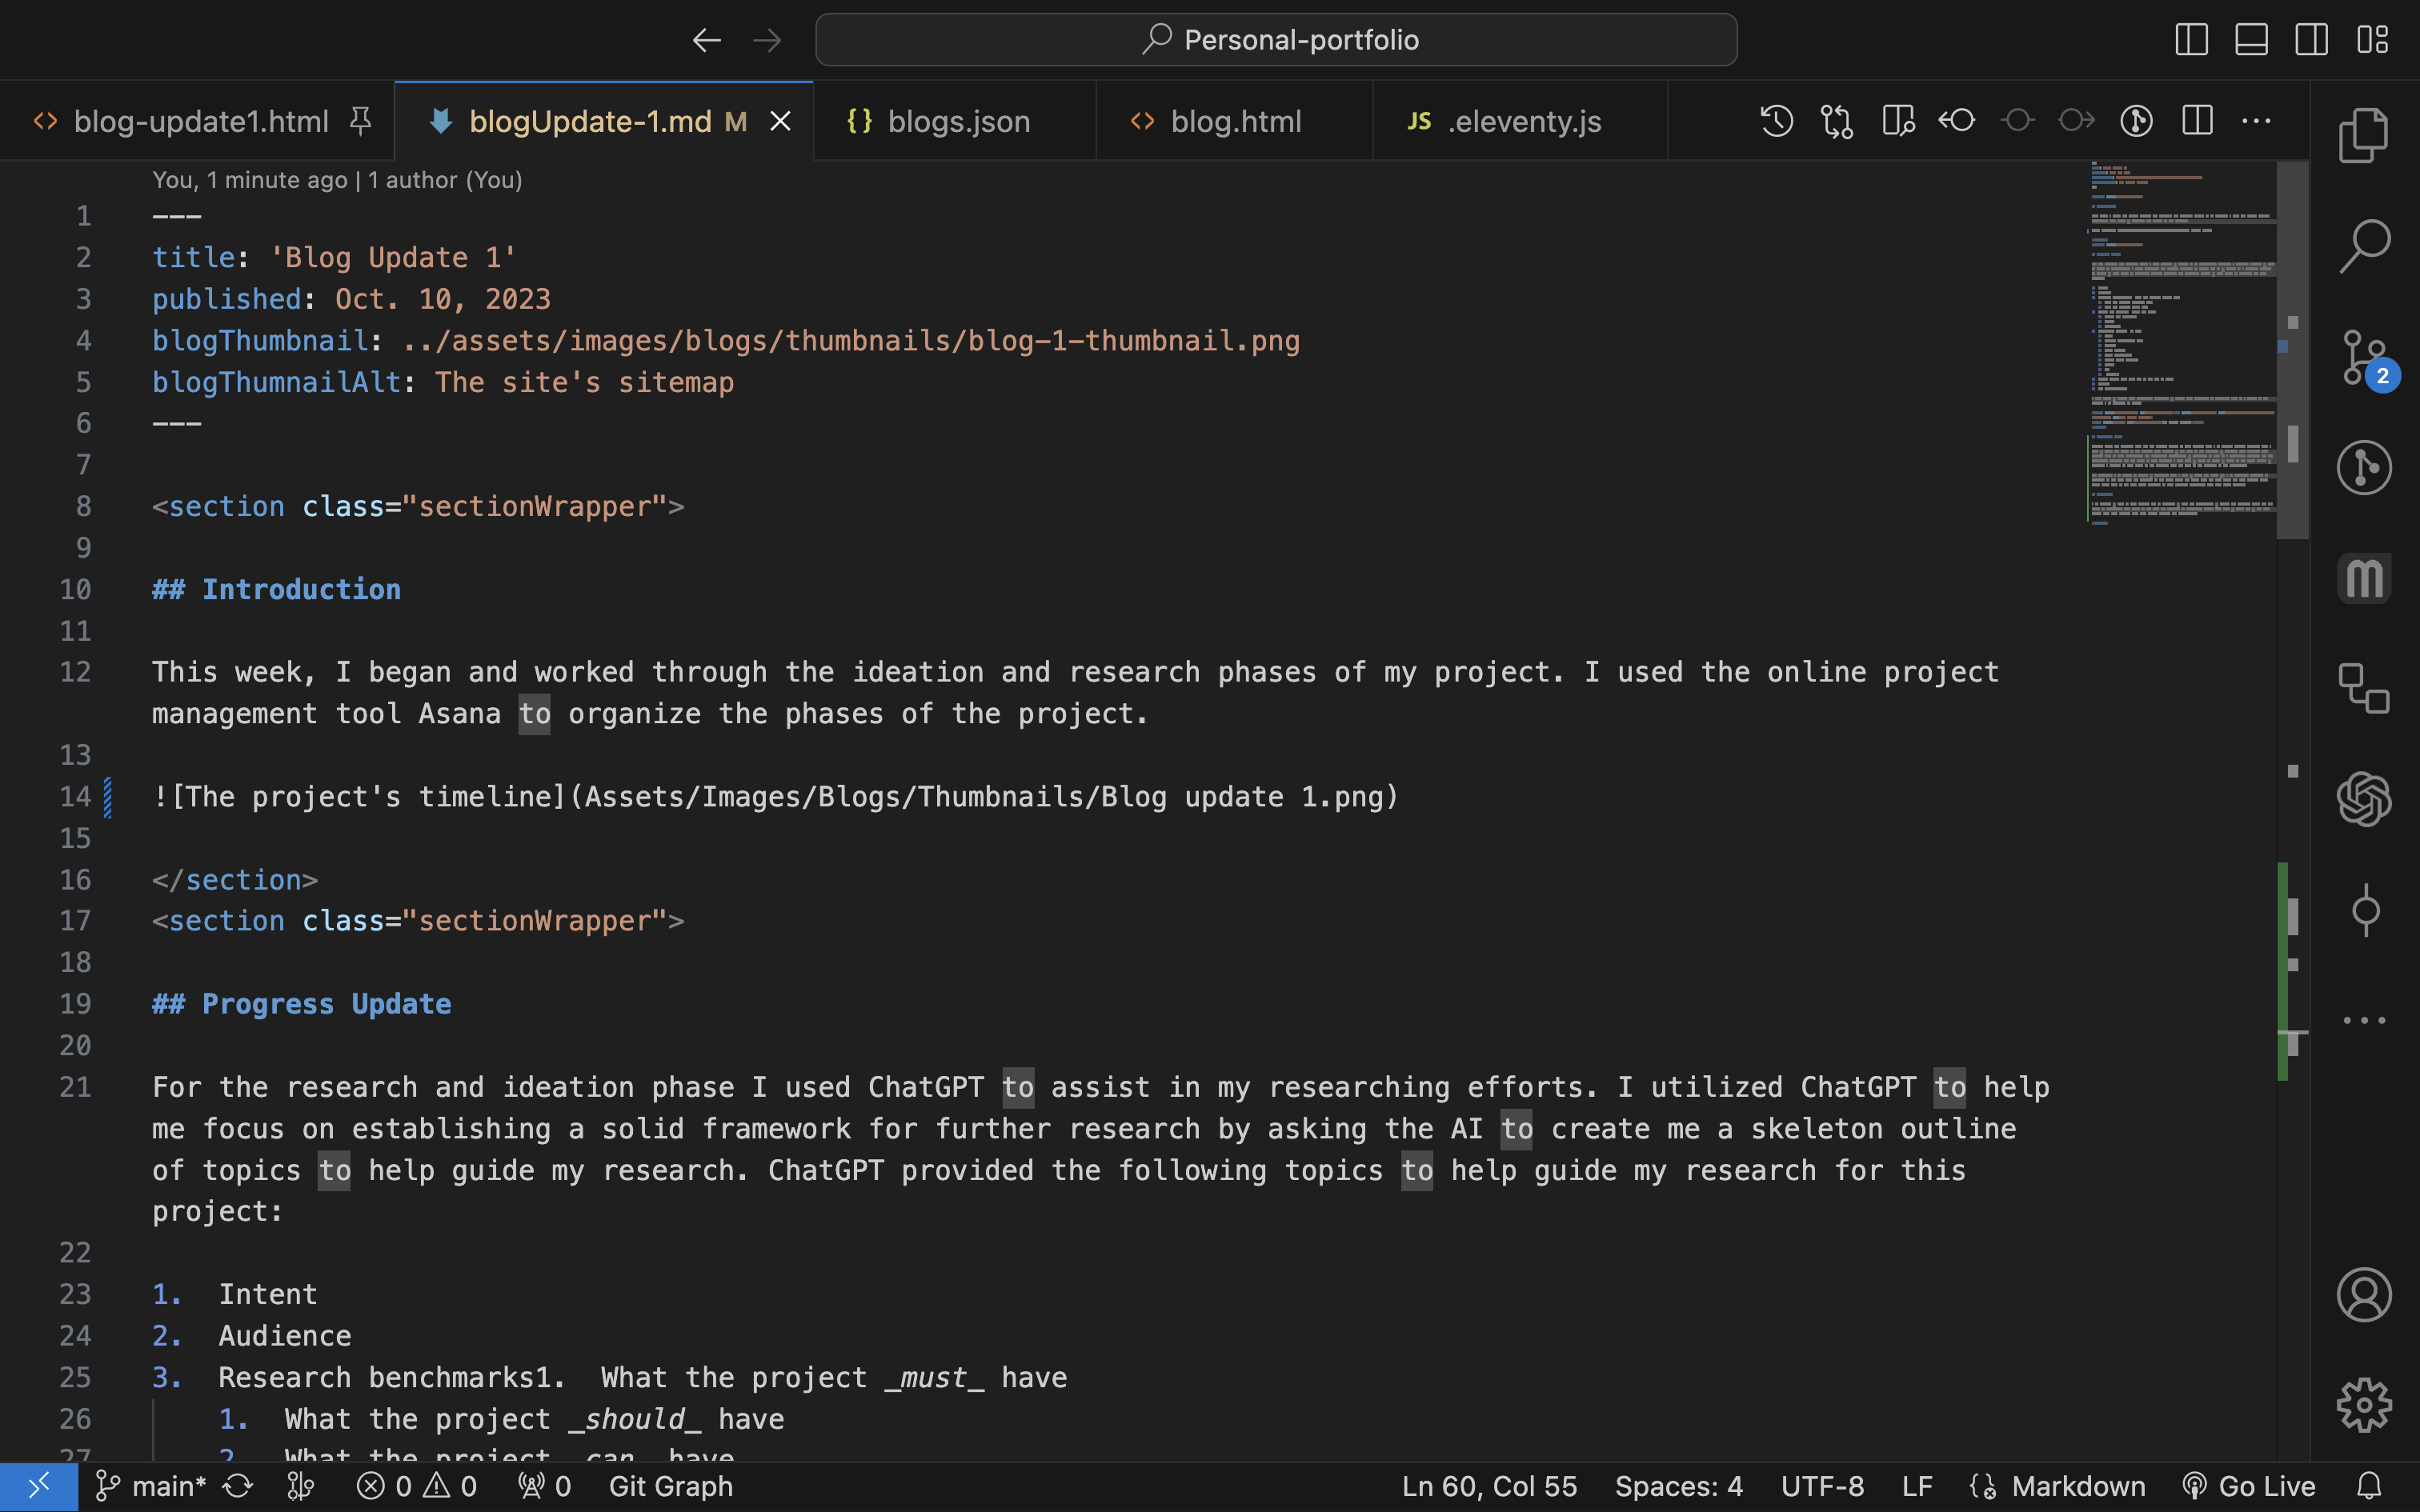 Personal-portfolio
blog-update1.html
blogUpdate-1.md M
blogs.json
blog.html
JS .eleventy.js
You, 1 minute ago | 1 author (You)
1 ---
2 title: 'Blog Update 1'
3 published: Oct. 10, 2023
4 blogThumbnail: ../assets/images/blogs/thumbnails/blog-1-thumbnail.png
5 blogThumnailAlt: The site's sitemap
6 ---
7
8 <section class="sectionWrapper">
9
10 ## Introduction
11
12 This week, I began and worked through the ideation and research phases of my project. I used the online project
management tool Asana to organize the phases of the project.
13
14 ![The project's timeline](Assets/Images/Blogs/Thumbnails/Blog update 1.png)
15
16 </section>
17 <section class="sectionWrapper">
18
19 ## Progress Update
20
21 For the research and ideation phase I used ChatGPT to assist in my researching efforts. I utilized ChatGPT to help
me focus on establishing a solid framework for further research by asking the AI to create me a skeleton outline
of topics to help guide my research. ChatGPT provided the following topics to help guide my research for this
project:
22
23 1. Intent
24 2. Audience
25 3. Research benchmarks1. What the project _must_ have
26 1. What the project _should_ have
27 2. What the project _can_ have
2
main* 0 0 0 Git Graph Ln 60, Col 55 Spaces: 4 UTF-8 LF Markdown Go Live